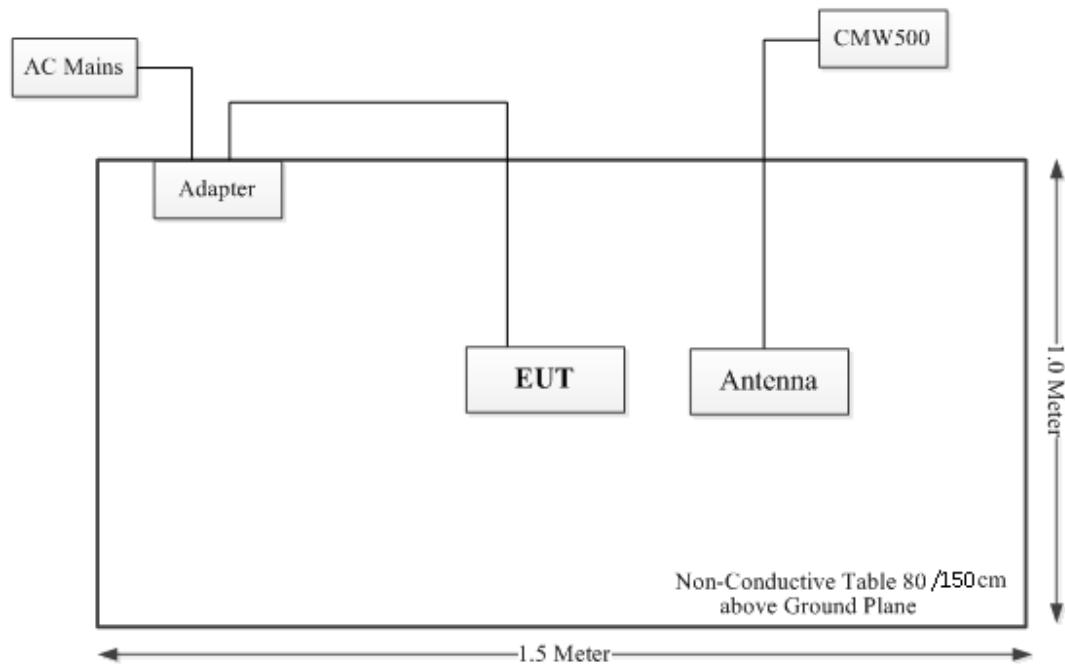 CMW500
AC Mains
Adapter
EUT
Antenna
1.0 Meter
Non-Conductive Table 80 /150cm
above Ground Plane
1.5 Meter